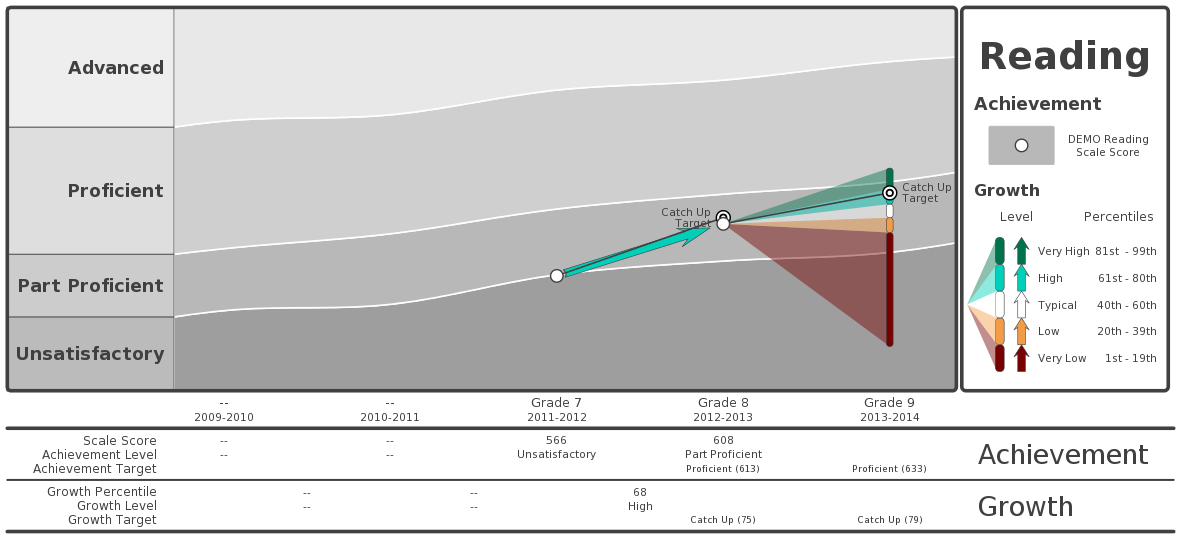 Advanced
Proficient
Part Proficient
Unsatisfactory
Catch Up
Target
Catch Up
Target
Reading
Achievement
DEMO Reading
Scale Score
Growth
Level Percentiles
Very High 81st - 99th
High 61st - 80th
Typical 40th - 60th
Low 20th - 39th
Very Low 1st - 19th
-- -- Grade 7 Grade 8 Grade 9
2009-2010 2010-2011 2011-2012 2012-2013 2013-2014
Scale Score -- -- 566 608
Achievement Level -- -- Unsatisfactory Part Proficient
Achievement Target Proficient (613) Proficient (633)
Achievement
Growth Percentile -- -- 68
Growth Level -- -- High
Growth Target Catch Up (75) Catch Up (79)
Growth